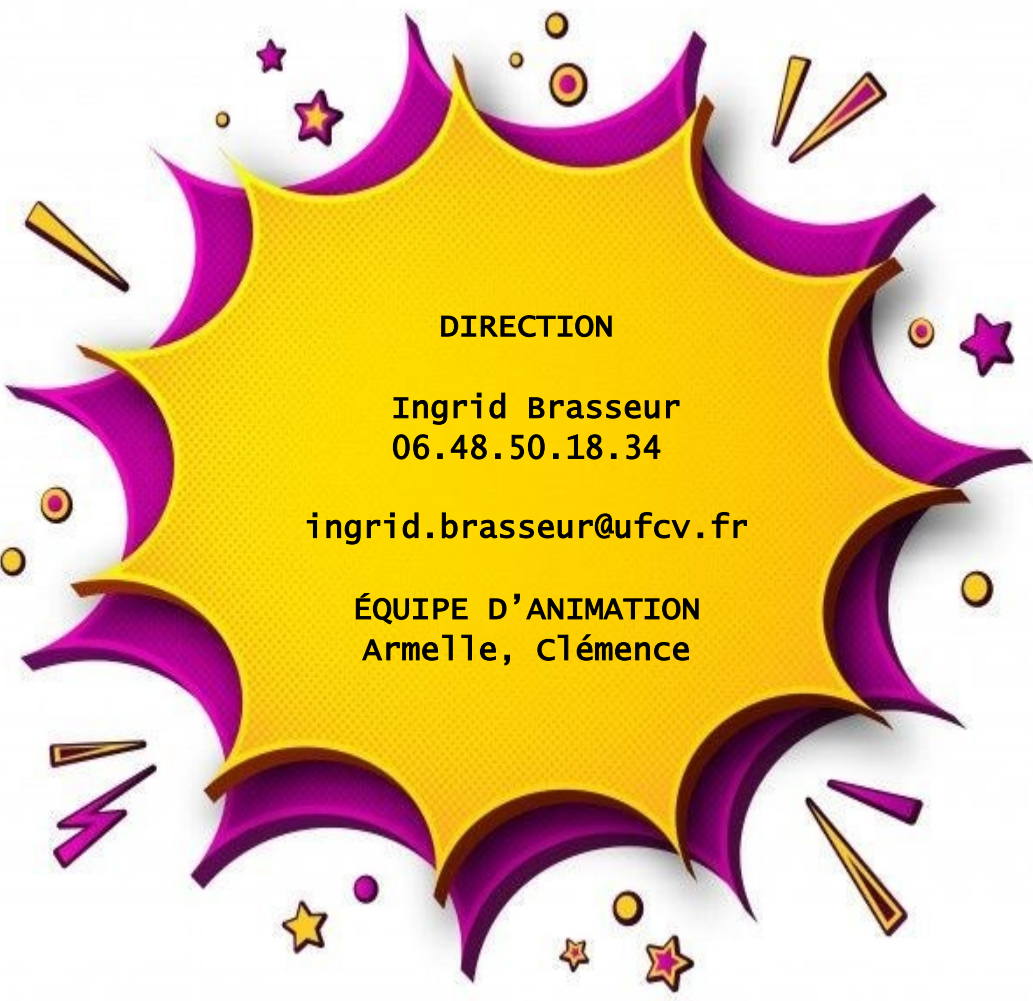 DIRECTION
Ingrid Brasseur
06.48.50.18.34
ingrid.brasseur@ufcv.fr
ÉQUIPE D’ANIMATION
Armelle, Clémence